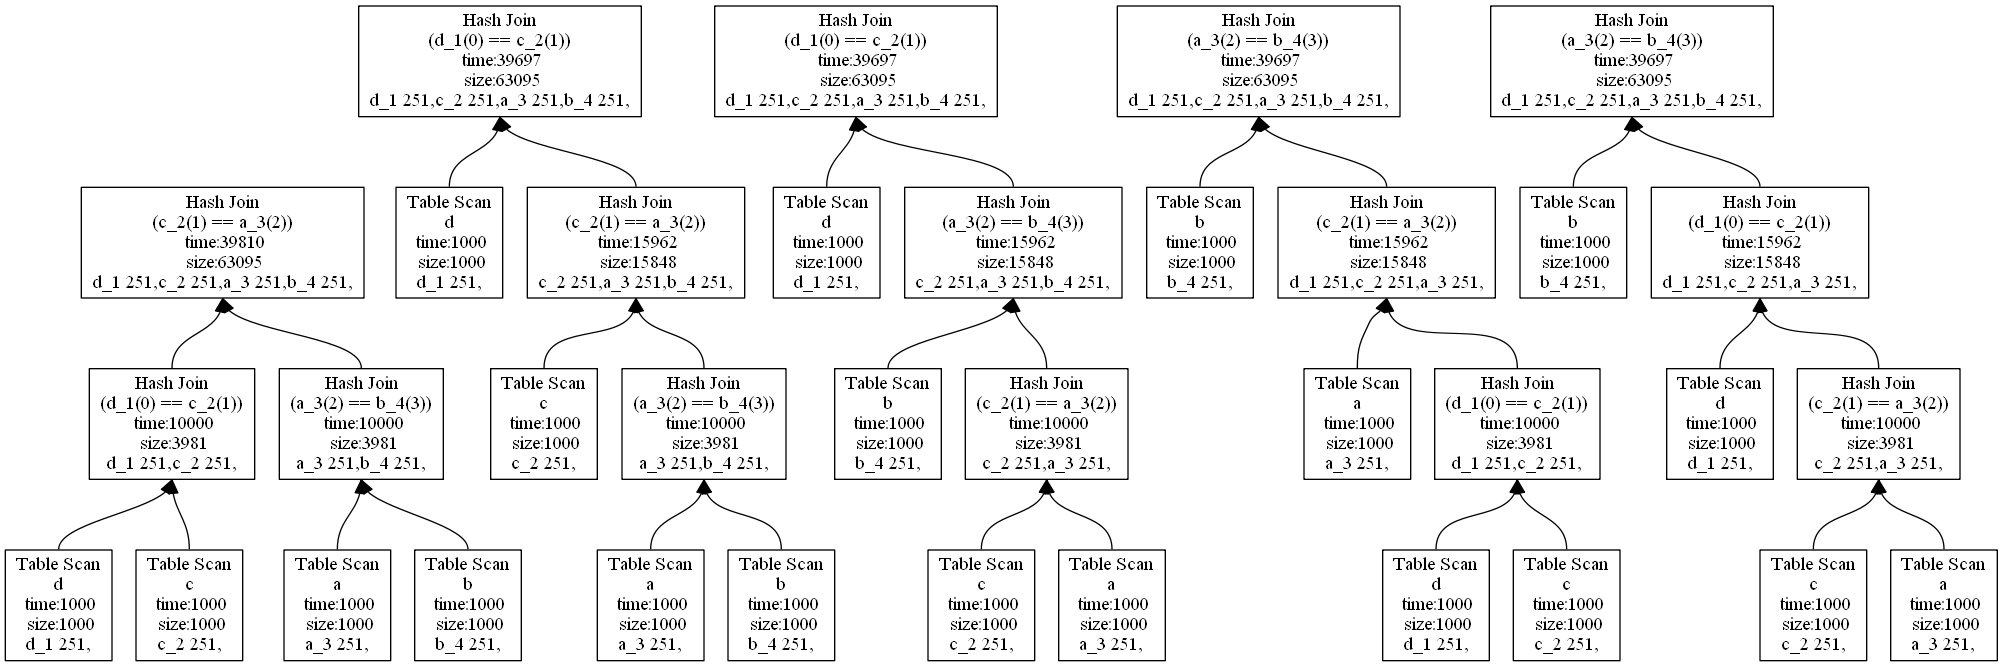 Hash Join
(d_1(0) == c_2(1))
time:39697
size:63095
d_1 251,c_2 251,a_3 251,b_4 251,
Hash Join
(d_1(0) == c_2(1))
time:39697
size:63095
d_1 251,c_2 251,a_3 251,b_4 251,
Hash Join
(a_3(2) == b_4(3))
time:39697
size:63095
d_1 251,c_2 251,a_3 251,b_4 251,
Hash Join
(a_3(2) == b_4(3))
time:39697
size:63095
d_1 251,c_2 251,a_3 251,b_4 251,
Hash Join
(c_2(1) == a_3(2))
time:39810
size:63095
d_1 251,c_2 251,a_3 251,b_4 251,
Table Scan
d
time:1000
size:1000
d_1 251,
Hash Join
(c_2(1) == a_3(2))
time:15962
size:15848
c_2 251,a_3 251,b_4 251,
Table Scan
d
time:1000
size:1000
d_1 251,
Hash Join
(a_3(2) == b_4(3))
time:15962
size:15848
c_2 251,a_3 251,b_4 251,
Table Scan
b
time:1000
size:1000
b_4 251,
Hash Join
(c_2(1) == a_3(2))
time:15962
size:15848
d_1 251,c_2 251,a_3 251,
Table Scan
b
time:1000
size:1000
b_4 251,
Hash Join
(d_1(0) == c_2(1))
time:15962
size:15848
d_1 251,c_2 251,a_3 251,
Hash Join
(d_1(0) == c_2(1))
time:10000
size:3981
d_1 251,c_2 251,
Hash Join
(a_3(2) == b_4(3))
time:10000
size:3981
a_3 251,b_4 251,
Table Scan
c
time:1000
size:1000
c_2 251,
Hash Join
(a_3(2) == b_4(3))
time:10000
size:3981
a_3 251,b_4 251,
Table Scan
b
time:1000
size:1000
b_4 251,
Hash Join
(c_2(1) == a_3(2))
time:10000
size:3981
c_2 251,a_3 251,
Table Scan
a
time:1000
size:1000
a_3 251,
Hash Join
(d_1(0) == c_2(1))
time:10000
size:3981
d_1 251,c_2 251,
Table Scan
d
time:1000
size:1000
d_1 251,
Hash Join
(c_2(1) == a_3(2))
time:10000
size:3981
c_2 251,a_3 251,
Table Scan
d
time:1000
size:1000
d_1 251,
Table Scan
c
time:1000
size:1000
c_2 251,
Table Scan
a
time:1000
size:1000
a_3 251,
Table Scan
b
time:1000
size:1000
b_4 251,
Table Scan
a
time:1000
size:1000
a_3 251,
Table Scan
b
time:1000
size:1000
b_4 251,
Table Scan
c
time:1000
size:1000
c_2 251,
Table Scan
a
time:1000
size:1000
a_3 251,
Table Scan
d
time:1000
size:1000
d_1 251,
Table Scan
c
time:1000
size:1000
c_2 251,
Table Scan
c
time:1000
size:1000
c_2 251,
Table Scan
a
time:1000
size:1000
a_3 251,